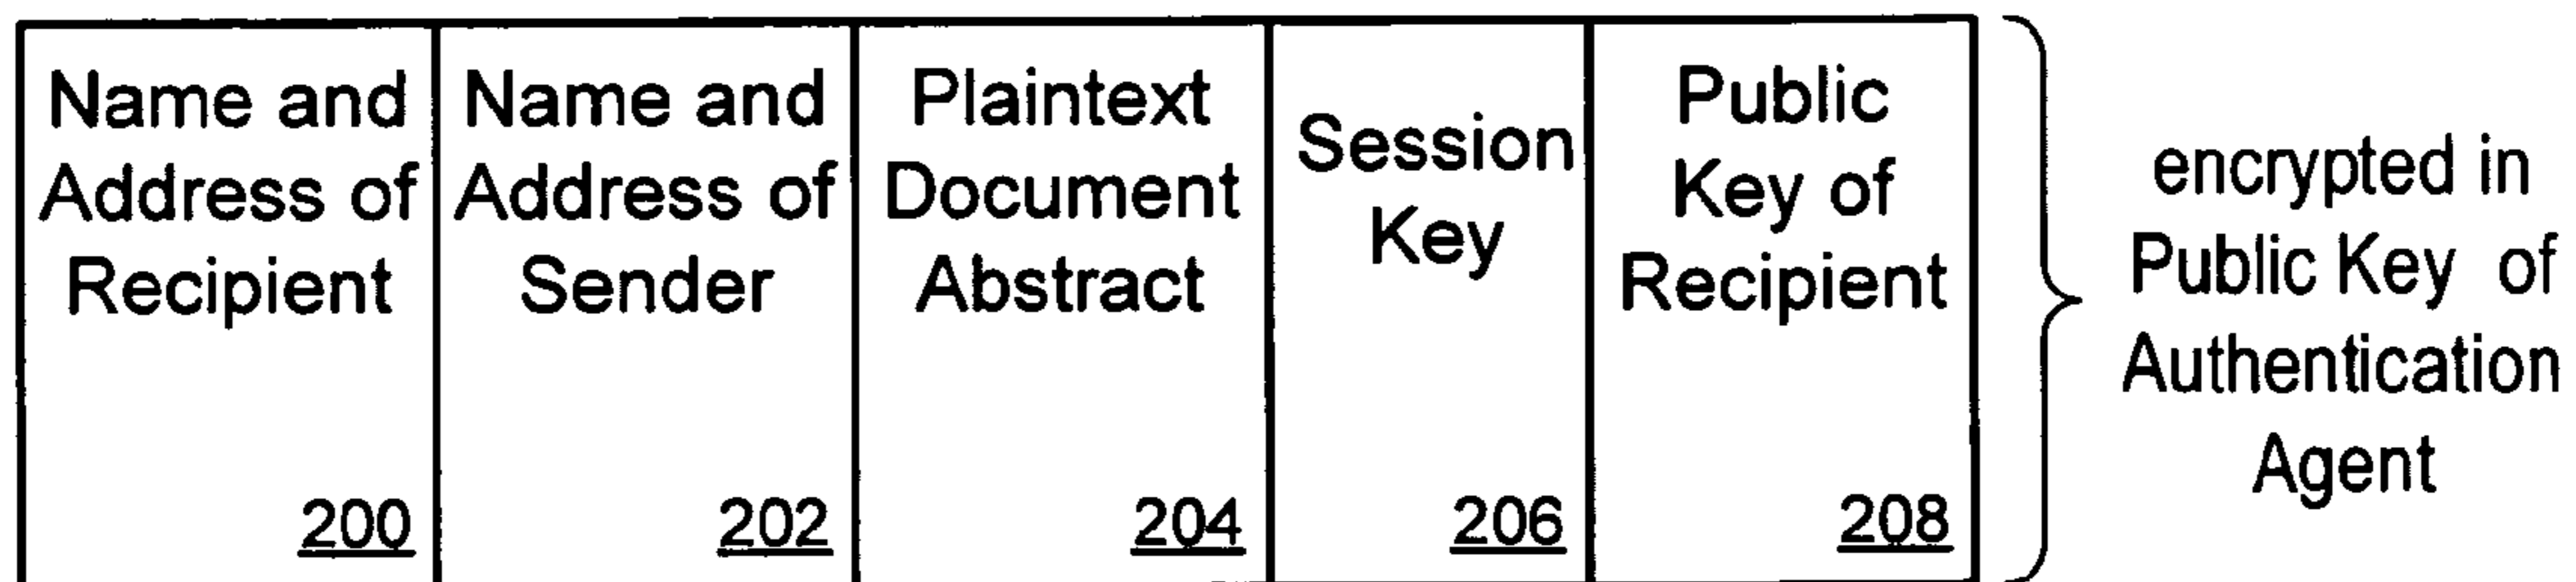 Name and
Address of
Recipient
200
Name and
Address of
Sender
202
Plaintext
Document
Abstract
204
Session
Key
206
Public
Key of
Recipient
208
encrypted in
Public Key of
Authentication
Agent